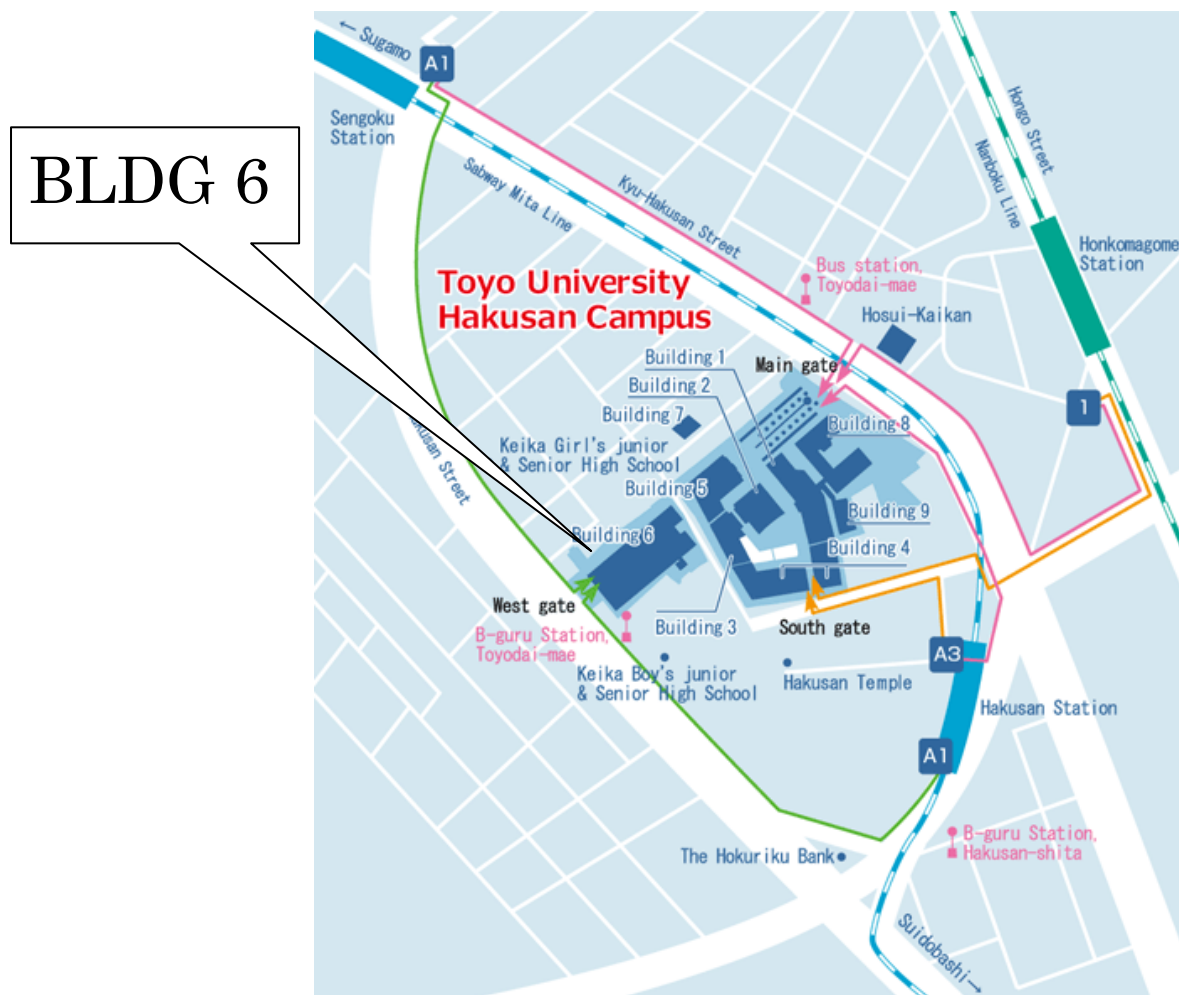 ← Sugamo
A1
Sengoku
Station
BLDG 6
Sabway Mita Line
Kyu-Hakusan Street
Hongo Street
Nanboku Line
Honkomagome
Station
Toyo University
Hakusan Campus
Bus station,
Toyodai-mae
Hosui-Kaikan
Building 1
Main gate
Building 2
Building 7
Building 8
1
Keika Girl's junior
& Senior High School
Building 5
Building 9
Building 6
Building 4
akusan Street
West gate
Building 3
South gate
B-guru Station,
Toyodai-mae
Keika Boy's junior
& Senior High School
Hakusan Temple
A3
Hakusan Station
A1
B-guru Station,
Hakusan-shita
The Hokuriku Bank
Suidobashi→